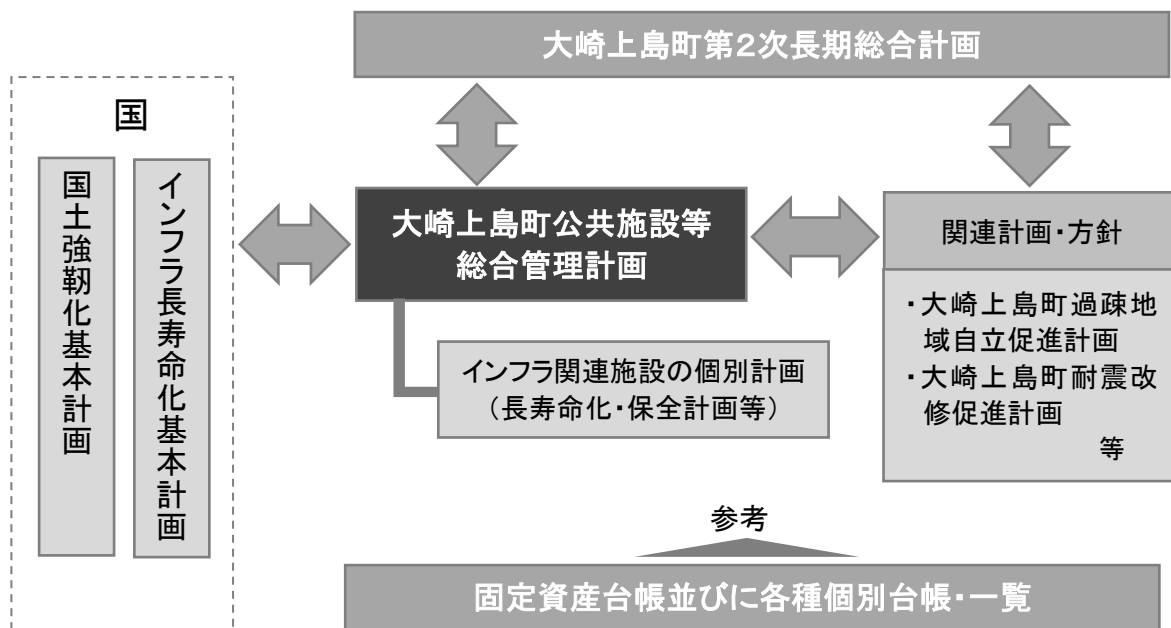 大崎上島町第2次長期総合計画
国
国土強靭化基本計画
インフラ長寿命化基本計画
大崎上島町公共施設等
総合管理計画
関連計画・方針
・大崎上島町過疎地
域自立促進計画
・大崎上島町耐震改
修促進計画
等
インフラ関連施設の個別計画
（長寿命化・保全計画等）
参考
固定資産台帳並びに各種個別台帳・一覧